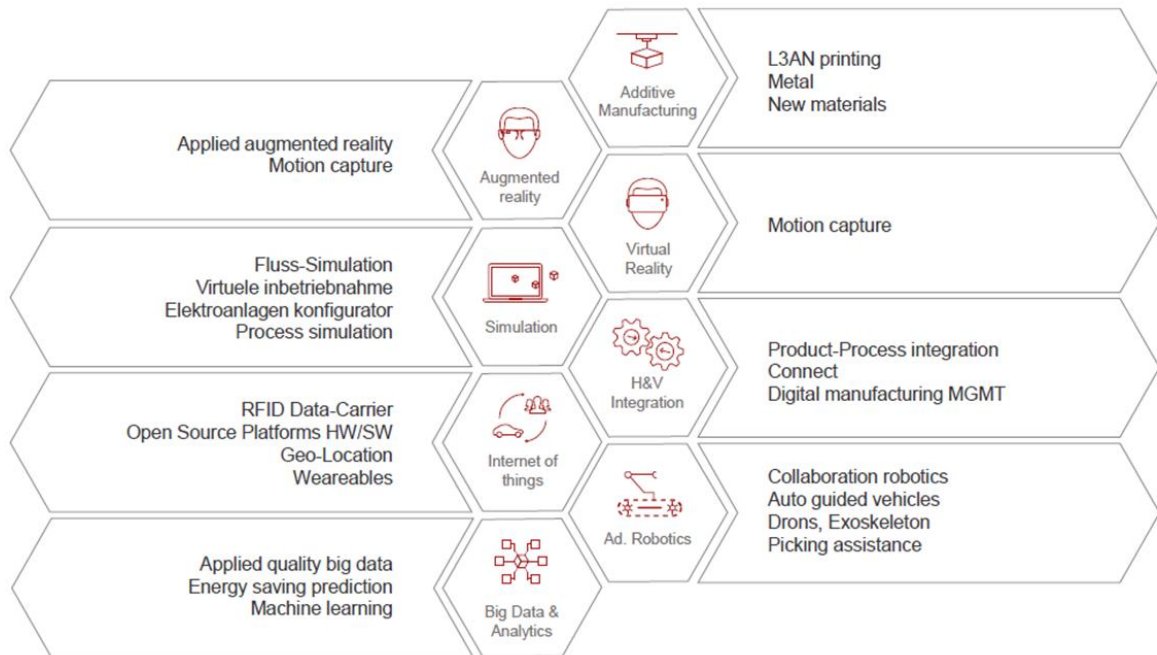 Additive
Manufacturing
L3AN printing
Metal
New materials
Applied augmented reality
Motion capture
Augmented
reality
Virtual
Reality
Motion capture
Fluss-Simulation
Virtuele inbetriebnahme
Elektroanlagen konfigurator
Process simulation
Simulation
H&V
Integration
Product-Process integration
Connect
Digital manufacturing MGMT
RFID Data-Carrier
Open Source Platforms HW/SW
Geo-Location
Weareables
Internet of
things
Ad. Robotics
Collaboration robotics
Auto guided vehicles
Drons, Exoskeleton
Picking assistance
Applied quality big data
Energy saving prediction
Machine learning
Big Data &
Analytics